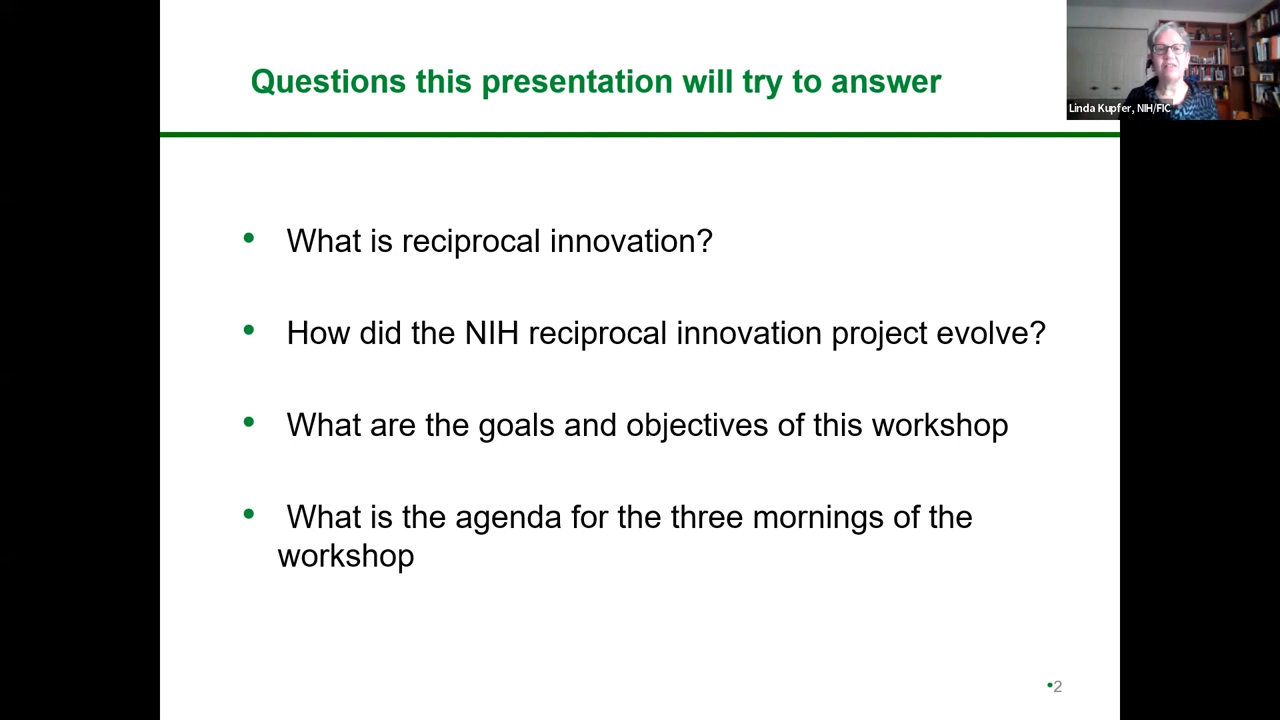 Questions this presentation will try to answer
Linda Kupfer, NIH/FIC
• What is reciprocal innovation?
• How did the NIH reciprocal innovation project evolve?
• What are the goals and objectives of this workshop
• What is the agenda for the three mornings of the
workshop
•2